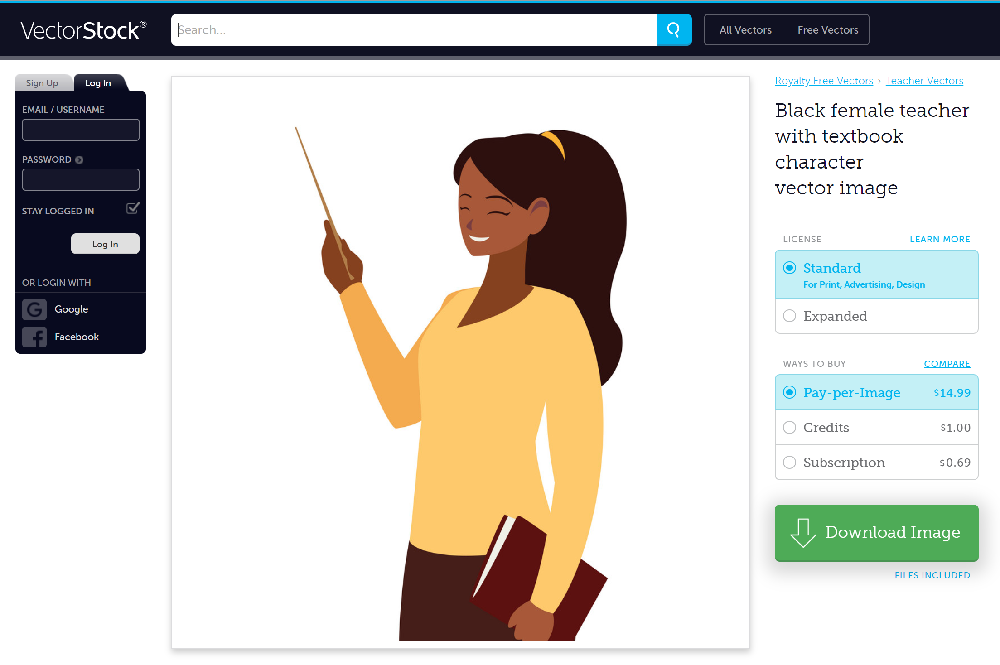 VectorStock®
Search...
All Vectors
Free Vectors
Sign Up
Log In
EMAIL / USERNAME
PASSWORD
STAY LOGGED IN
Log In
OR LOGIN WITH
Google
Facebook
Royalty Free Vectors › Teacher Vectors
Black female teacher
with textbook
character
vector image
LICENSE
LEARN MORE
Standard
For Print, Advertising, Design
Expanded
WAYS TO BUY
COMPARE
Pay-per-Image $14.99
Credits $1.00
Subscription $0.69
Download Image
FILES INCLUDED